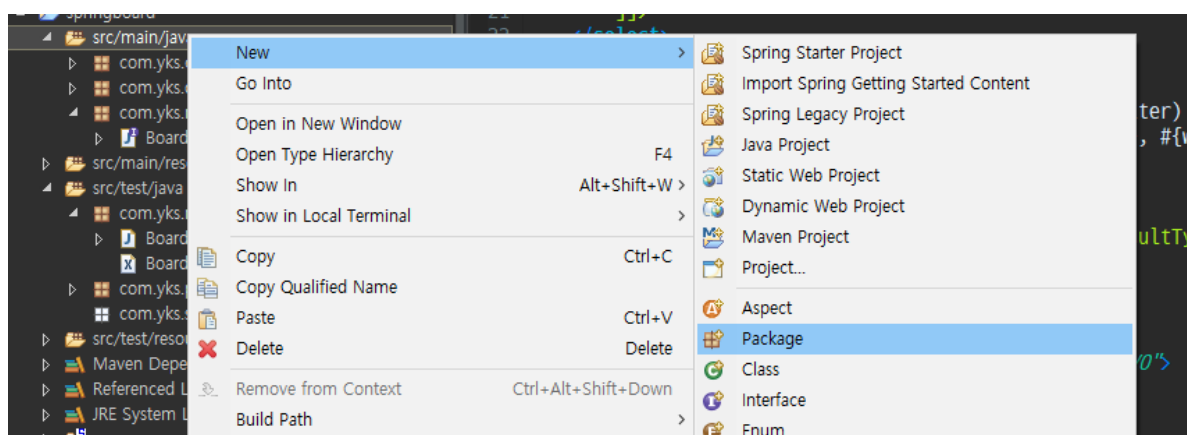 springboard
src/main/java
com.yks.
com.yks.
com.yks.
Board
src/main/res
src/test/java
com.yks.
Board
Board
com.yks.
com.yks.
src/test/resou
Maven Depe
Referenced L
JRE System L
New
Go Into
Open in New Window
Open Type Hierarchy F4
Show In Alt+Shift+W >
Show in Local Terminal >
Copy Ctrl+C
Copy Qualified Name
Paste Ctrl+V
Delete Delete
Remove from Context Ctrl+Alt+Shift+Down
Build Path >
Spring Starter Project
Import Spring Getting Started Content
Spring Legacy Project
Java Project
Static Web Project
Dynamic Web Project
Maven Project
Project...
Aspect
Package
Class
Interface
Enum
21 ]]>
22 </select>
ter)
, #{w
ultTy
/O">